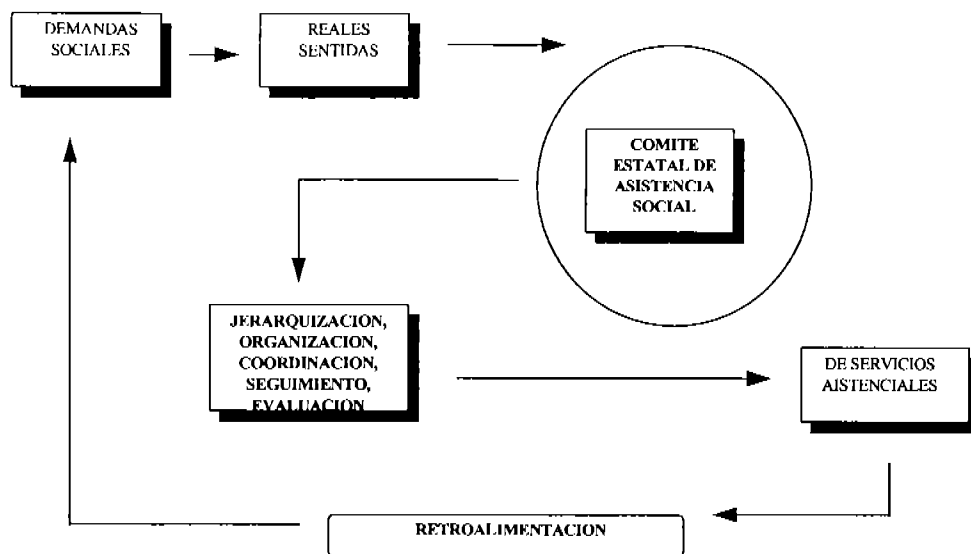 DEMANDAS
SOCIALES
REALES
SENTIDAS
COMITE
ESTATAL DE
ASISTENCIA
SOCIAL
JERARQUIZACION,
ORGANIZACION,
COORDINACION,
SEGUIMIENTO,
EVALUACION
DE SERVICIOS
AISTENCIALES
RETROALIMENTACION